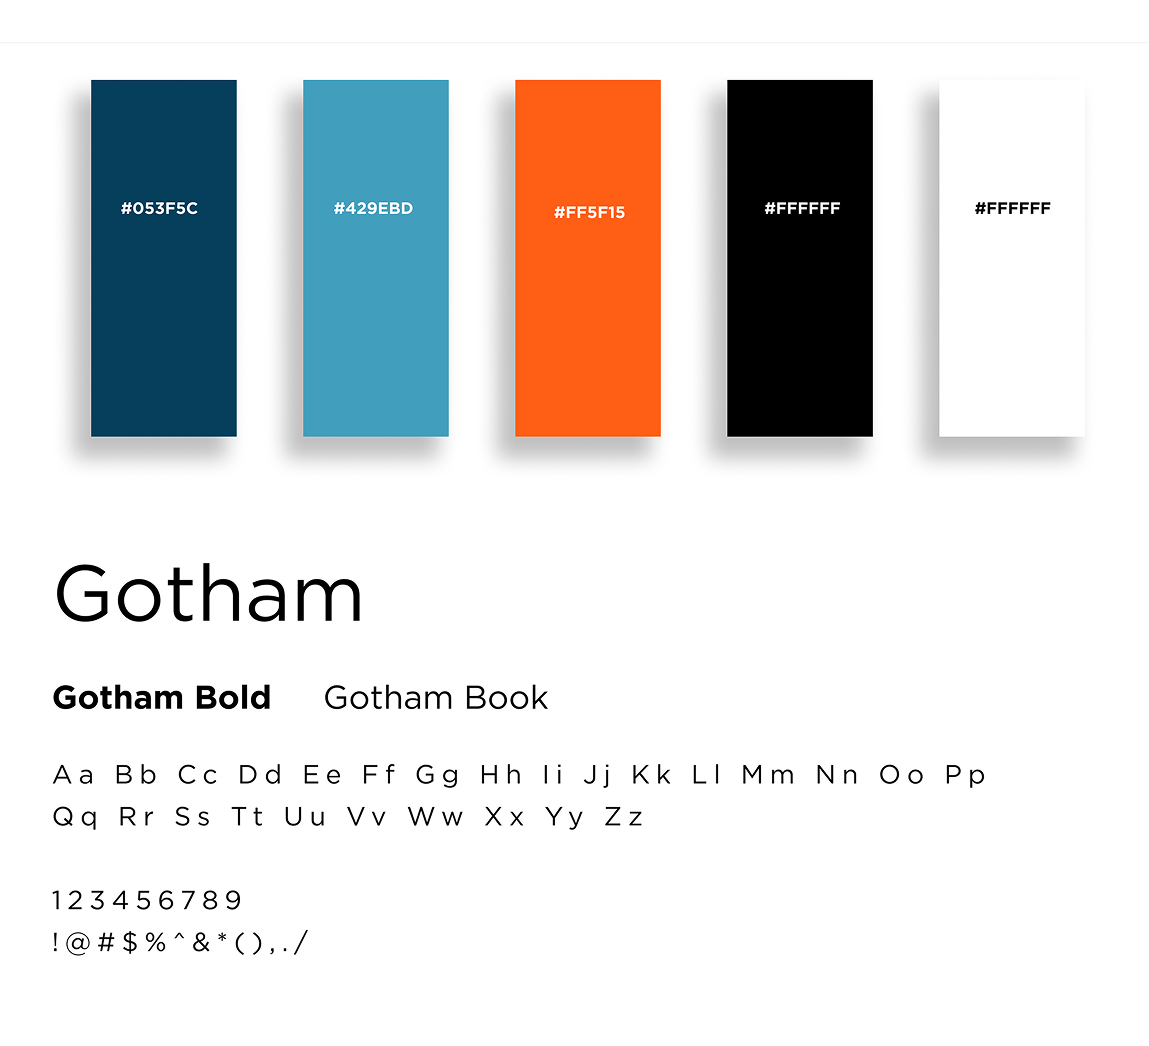 #053F5C #429EBD #FF5F15 #FFFFFF #FFFFFF
Gotham
Gotham Bold Gotham Book
Aa Bb Cc Dd Ee Ff Gg Hh Ii Jj Kk Ll Mm Nn Oo Pp
Qq Rr Ss Tt Uu Vv Ww Xx Yy Zz
123456789
!@#$%^&*(),./